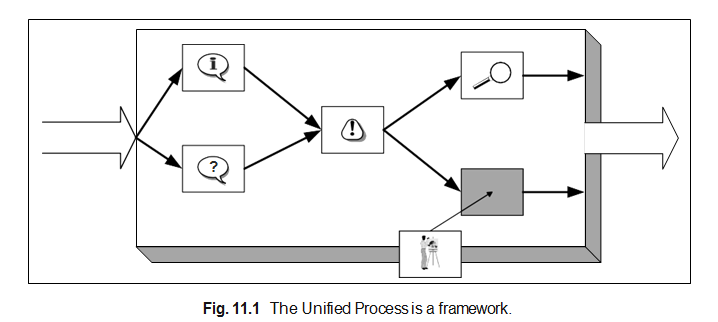 i
?
!
Fig. 11.1 The Unified Process is a framework.